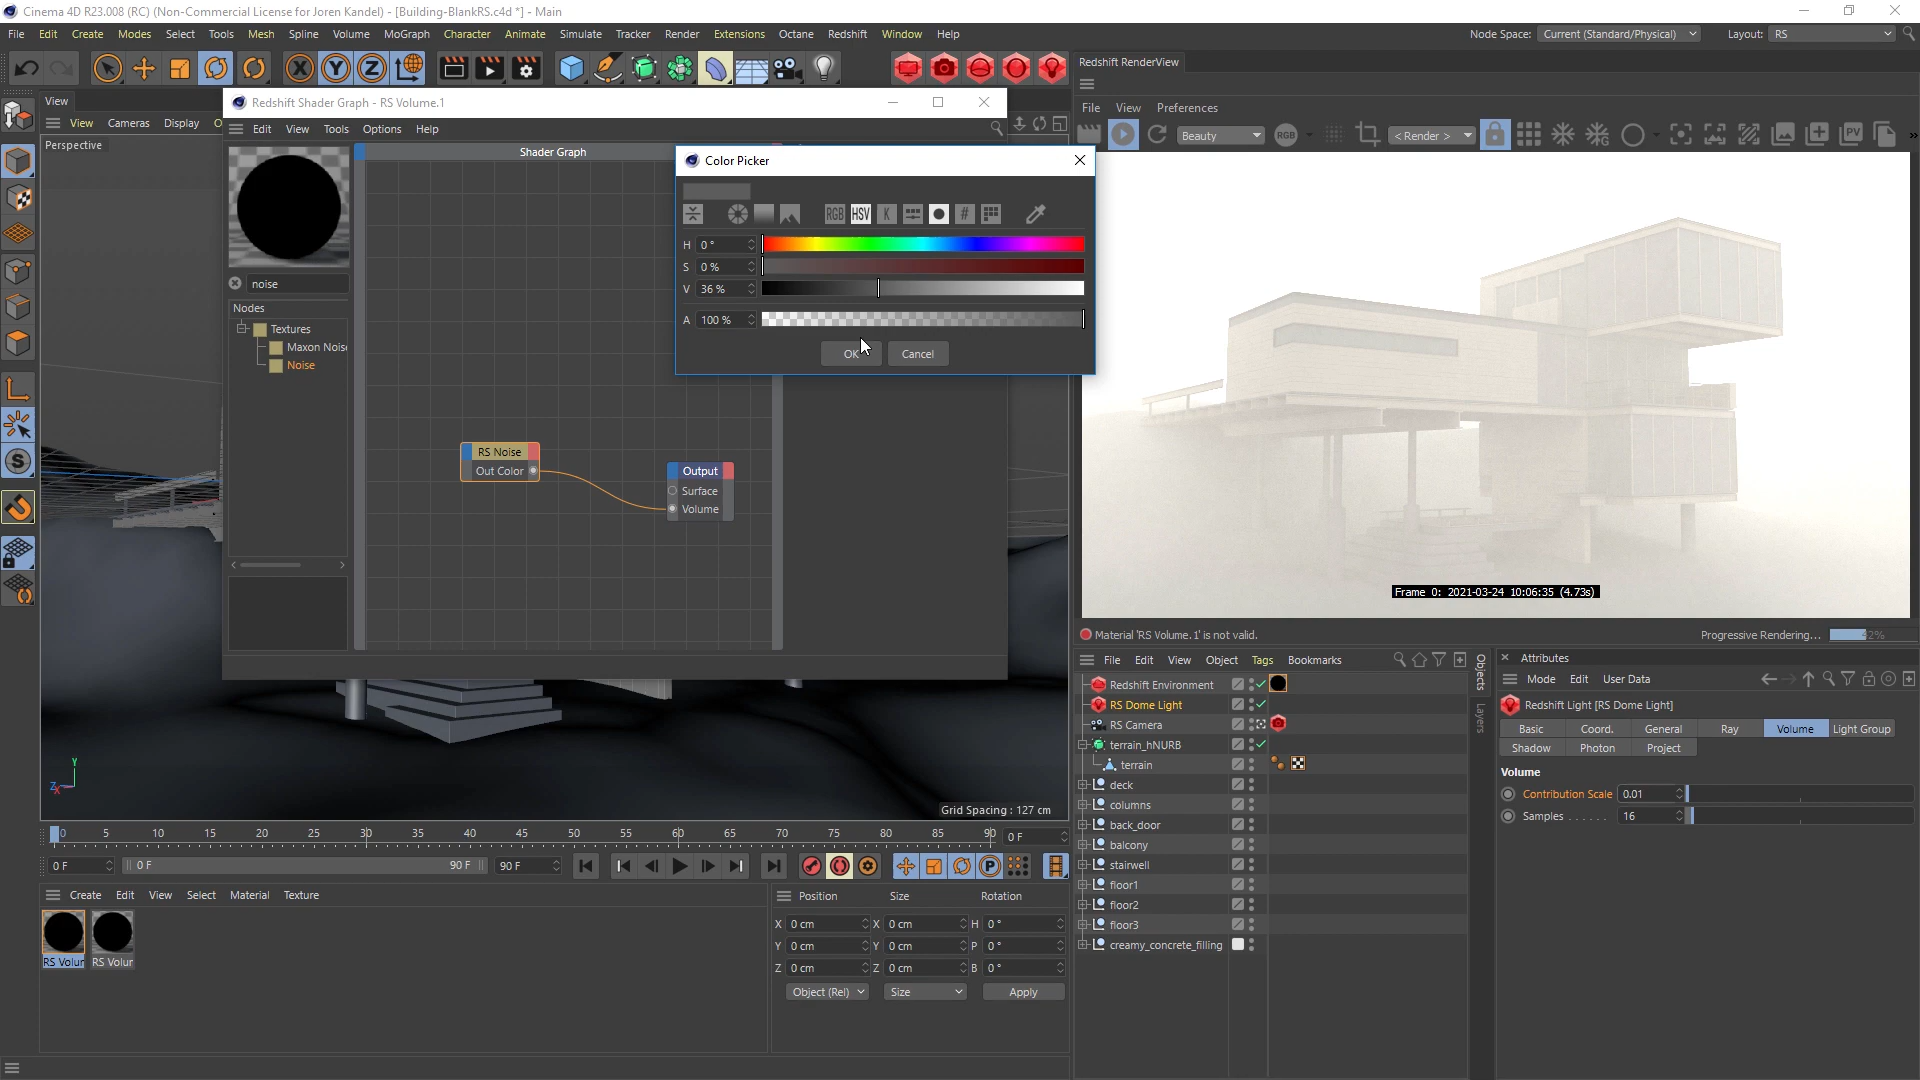 Cinema 4D R23.008 (RC) (Non-Commercial License for Joren Kandel) - [Building-BlankRS.c4d *] - Main
File Edit Create Modes Select Tools Mesh Spline Volume MoGraph Character Animate Simulate Tracker Render Extensions Octane Redshift Window Help
Node Space: Current (Standard/Physical) Layout: RS
Redshift RenderView
File View Preferences
Beauty RGB < Render > PV
View
View Cameras Display O
Perspective
Redshift Shader Graph - RS Volume.1
Edit View Tools Options Help
Shader Graph
noise
Nodes
Textures
Maxon Nois
Noise
RS Noise
Out Color
Output
Surface
Volume
Color Picker
RGB HSV K #
H 0 °
S 0 %
V 36 %
A 100 %
OK Cancel
Frame 0: 2021-03-24 10:06:35 (4.73s)
Material 'RS Volume.1' is not valid.
Progressive Rendering...
Y
Z X
Grid Spacing : 127 cm
0 5 10 15 20 25 30 35 40 45 50 55 60 65 70 75 80 85 90 0 F
0 F 0 F 90 F 90 F
Create Edit View Select Material Texture
RS Volur RS Volur
Position Size Rotation
X 0 cm X 0 cm H 0 °
Y 0 cm Y 0 cm P 0 °
Z 0 cm Z 0 cm B 0 °
Object (Rel) Size Apply
File Edit View Object Tags Bookmarks
Redshift Environment
RS Dome Light
RS Camera
terrain_hNURB
terrain
deck
columns
back_door
balcony
stairwell
floor1
floor2
floor3
creamy_concrete_filling
Objects
Layers
Attributes
Mode Edit User Data
Redshift Light [RS Dome Light]
Basic Coord. General Ray Volume Light Group
Shadow Photon Project
Volume
Contribution Scale 0.01
Samples . . . . . . 16